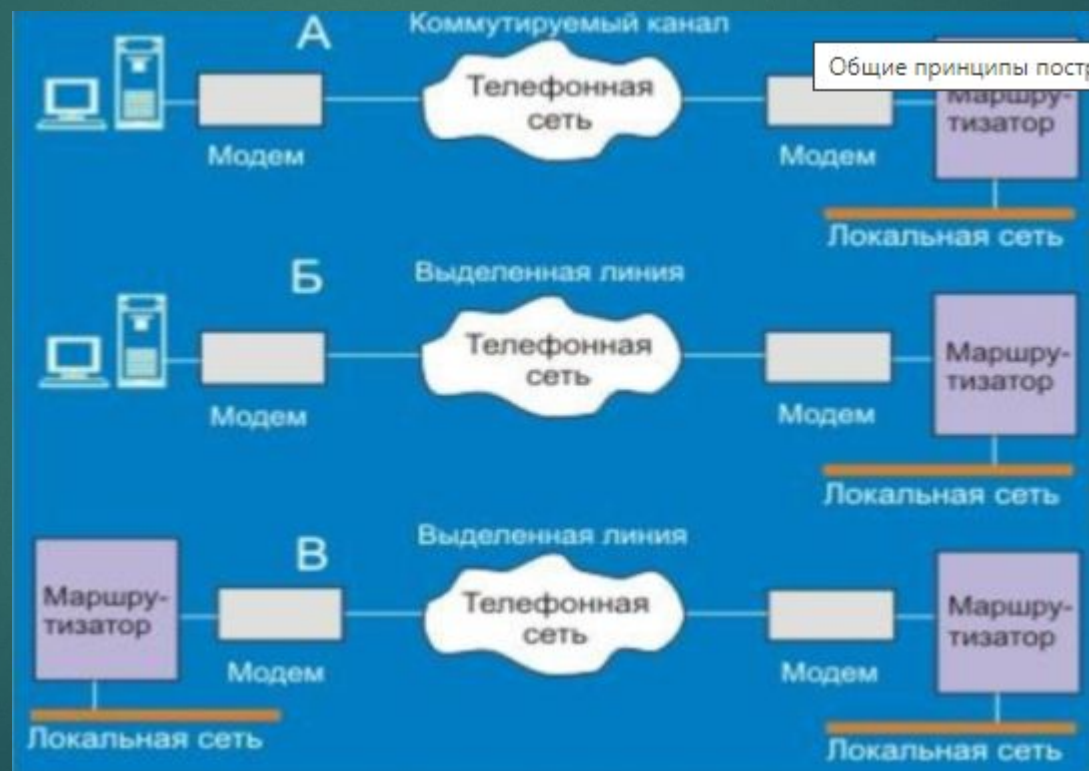 А
Коммутируемый канал
Общие принципы постр
Телефонная
сеть
Маршру-
тизатор
Модем
Модем
Локальная сеть
Б
Выделенная линия
Телефонная
сеть
Маршру-
тизатор
Модем
Модем
Локальная сеть
В
Выделенная линия
Маршру-
тизатор
Телефонная
сеть
Маршру-
тизатор
Модем
Модем
Локальная сеть
Локальная сеть